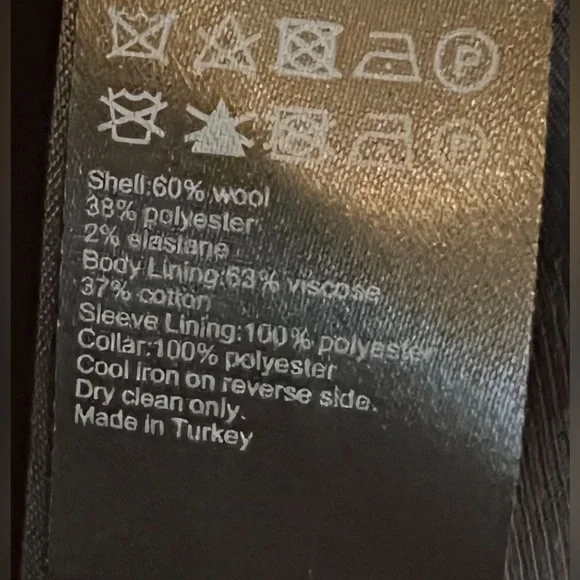 P
P
Shell:60% wool
38% polyester
2% elastane
Body Lining:63% viscose
37% cotton
Sleeve Lining:100% polyester
Collar:100% polyester
Cool iron on reverse side.
Dry clean only.
Made in Turkey